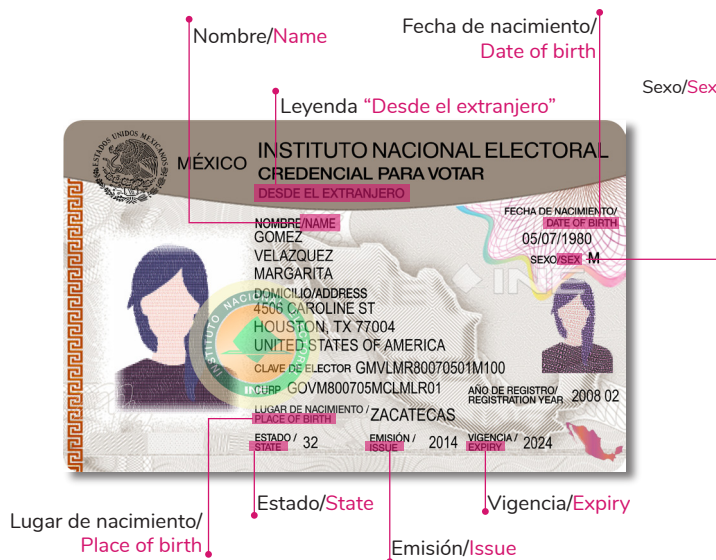 Nombre/Name
Fecha de nacimiento/
Date of birth
Sexo/Sex
Leyenda “Desde el extranjero”
ESTADOS UNIDOS MEXICANOS
MÉXICO
INSTITUTO NACIONAL ELECTORAL
CREDENCIAL PARA VOTAR
DESDE EL EXTRANJERO
FECHA DE NACIMIENTO/
DATE OF BIRTH
05/07/1980
SEXO/SEX M
NOMBRE/NAME
GOMEZ
VELAZQUEZ
MARGARITA
DOMICILIO/ADDRESS
4506 CAROLINE ST
HOUSTON, TX 77004
UNITED STATES OF AMERICA
CLAVE DE ELECTOR GMVLMR80070501M100
CURP GOVM800705MCLMLR01
AÑO DE REGISTRO/
REGISTRATION YEAR 2008 02
LUGAR DE NACIMIENTO /
PLACE OF BIRTH
ZACATECAS
ESTADO /
STATE
32
EMISIÓN /
ISSUE
2014
VIGENCIA /
EXPIRY
2024
INE
Estado/State
Vigencia/Expiry
Lugar de nacimiento/
Place of birth
Emisión/Issue